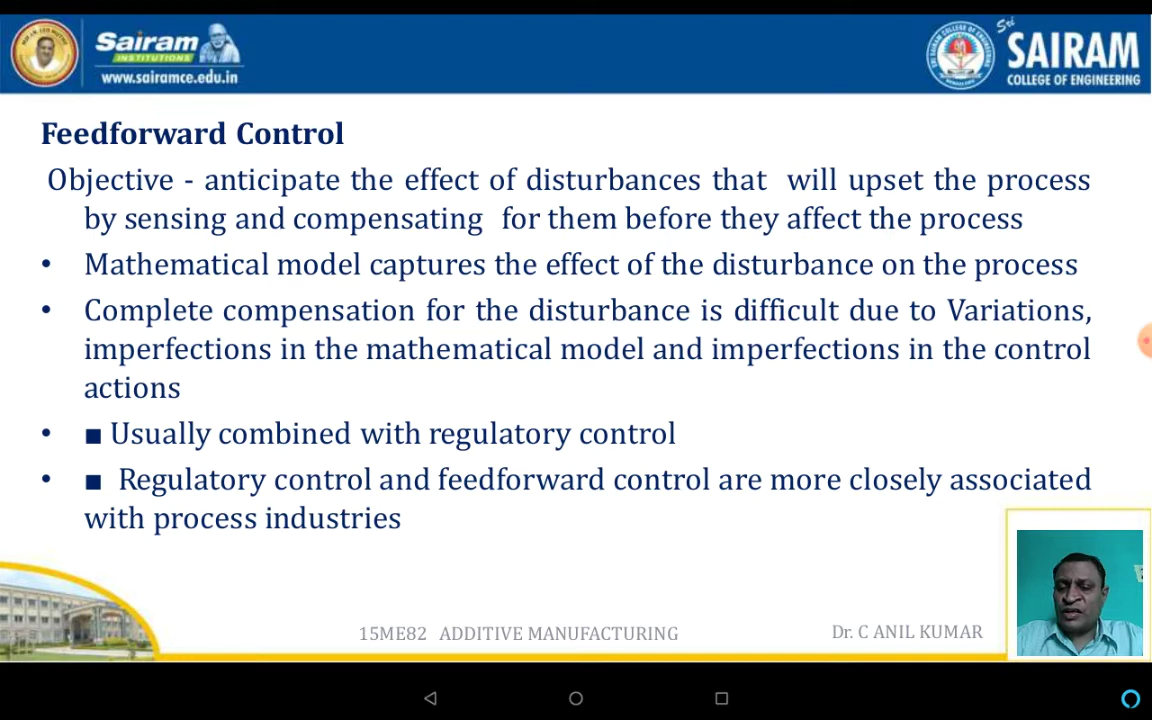 Sairam
INSTITUTIONS
www.sairamce.edu.in
Sri
SAIRAM
COLLEGE OF ENGINEERING
Feedforward Control
Objective - anticipate the effect of disturbances that will upset the process
by sensing and compensating for them before they affect the process
• Mathematical model captures the effect of the disturbance on the process
• Complete compensation for the disturbance is difficult due to Variations,
imperfections in the mathematical model and imperfections in the control
actions
• ■ Usually combined with regulatory control
• ■ Regulatory control and feedforward control are more closely associated
with process industries
15ME82 ADDITIVE MANUFACTURING
Dr. C ANIL KUMAR